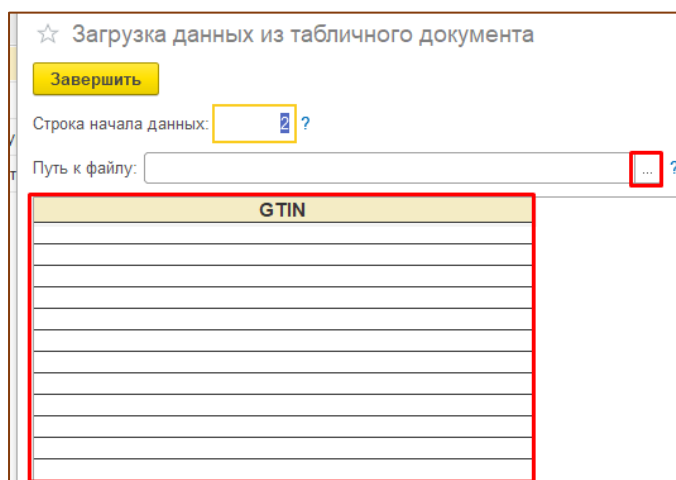 ☆ Загрузка данных из табличного документа
Завершить
Строка начала данных: 2 ?
Путь к файлу: ... ?
GTIN